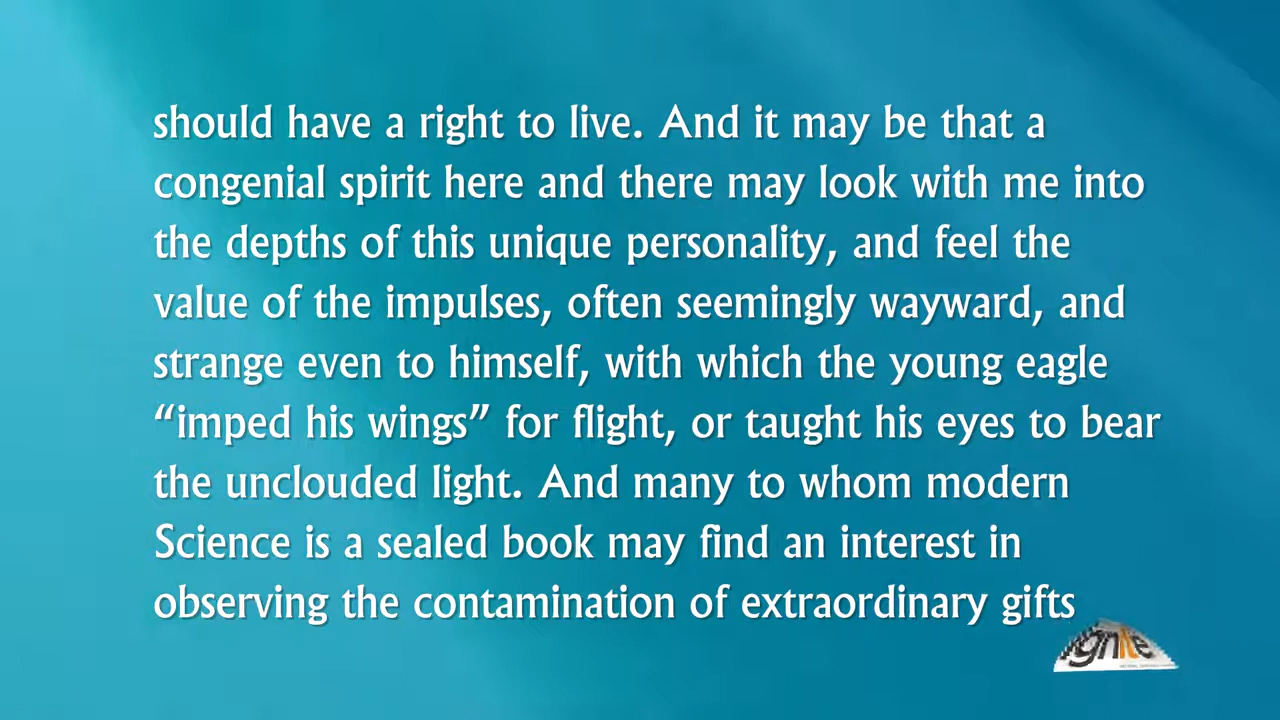 should have a right to live. And it may be that a
congenial spirit here and there may look with me into
the depths of this unique personality, and feel the
value of the impulses, often seemingly wayward, and
strange even to himself, with which the young eagle
“imped his wings” for flight, or taught his eyes to bear
the unclouded light. And many to whom modern
Science is a sealed book may find an interest in
observing the contamination of extraordinary gifts
ignite